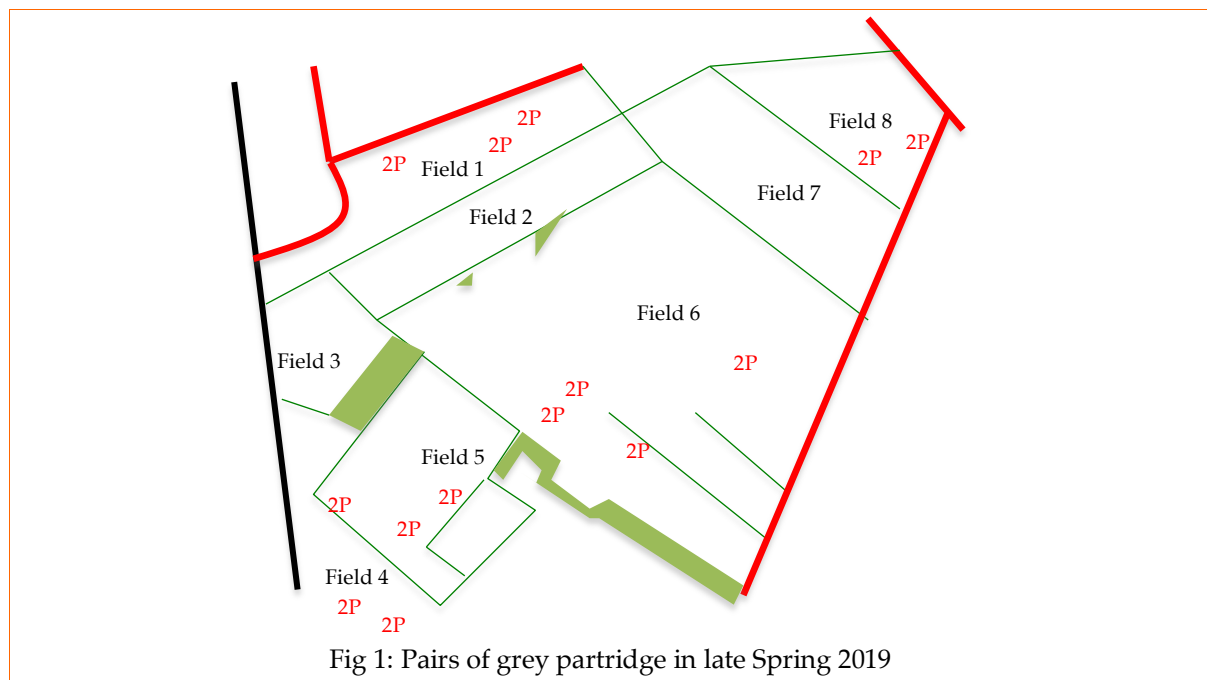 2P
Field 8
2P
2P
2P
2P
Field 1
Field 7
Field 2
Field 6
Field 3
2P
2P
2P
2P
Field 5
2P
2P
2P
Field 4
2P
2P
Fig 1: Pairs of grey partridge in late Spring 2019